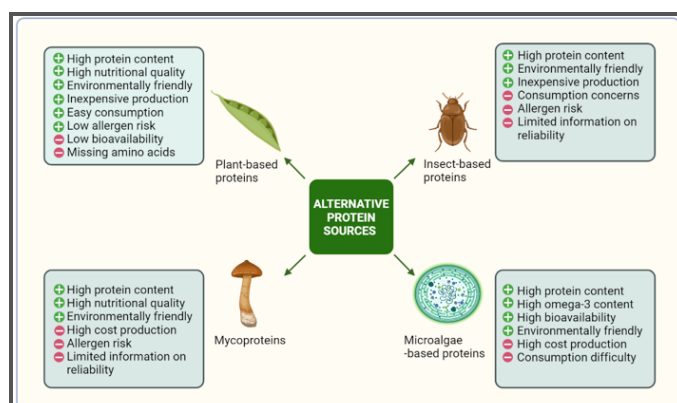 High protein content
High nutritional quality
Environmentally friendly
Inexpensive production
Easy consumption
Low allergen risk
Low bioavailability
Missing amino acids
Plant-based
proteins
High protein content
Environmentally friendly
Inexpensive production
Consumption concerns
Allergen risk
Limited information on
reliability
Insect-based
proteins
ALTERNATIVE
PROTEIN
SOURCES
High protein content
High nutritional quality
Environmentally friendly
High cost production
Allergen risk
Limited information on
reliability
Mycoproteins
Microalgae
-based proteins
High protein content
High omega-3 content
High bioavailability
Environmentally friendly
High cost production
Consumption difficulty